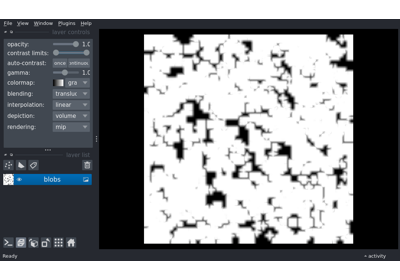 File View Window Plugins Help
layer controls
opacity: 1.0
contrast limits:
auto-contrast: once
gamma: 1.0
colormap: gra
blending: translu
interpolation: linear
depiction: volume
rendering: mip
layer list
blobs
Ready activity